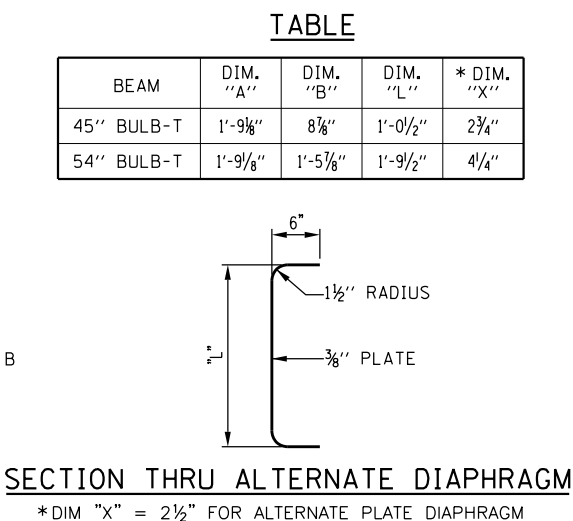 TABLE
BEAM DIM. "A" DIM. "B" DIM. "L" * DIM. "X"
45'' BULB-T 1'-9⅛'' 8⅞'' 1'-0½'' 2¾''
54'' BULB-T 1'-9⅛'' 1'-5⅞'' 1'-9½'' 4¼''
6"
1½'' RADIUS
"L"
⅜'' PLATE
B
SECTION THRU ALTERNATE DIAPHRAGM
*DIM "X" = 2½" FOR ALTERNATE PLATE DIAPHRAGM